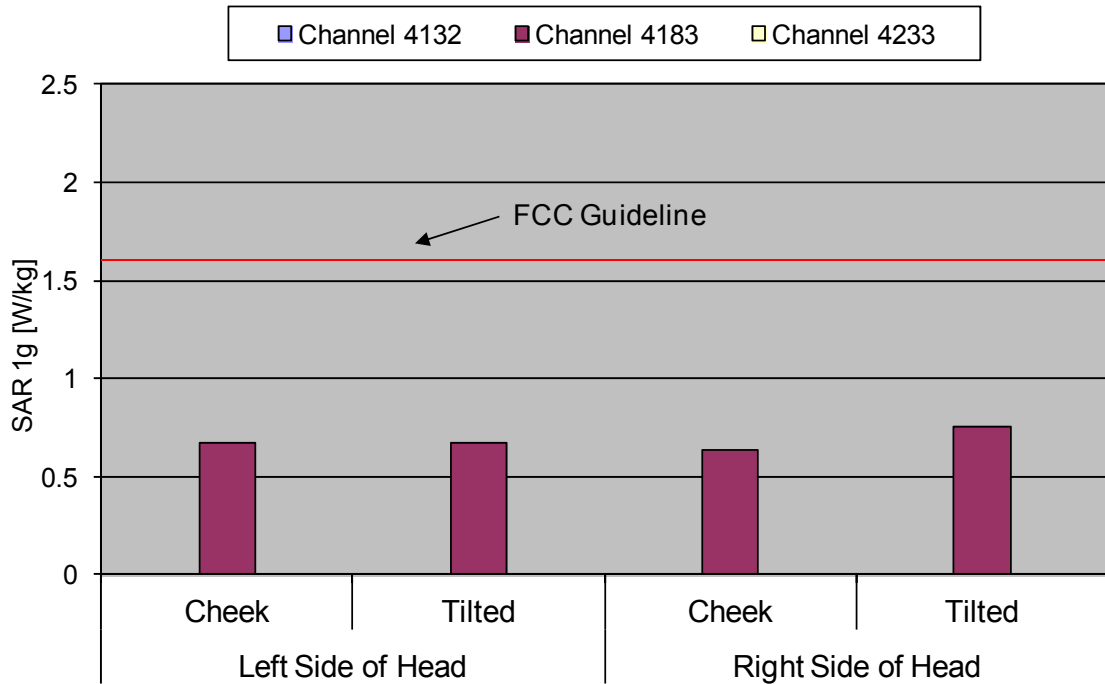 Channel 4132 Channel 4183 Channel 4233
2.5
2
FCC Guideline
1.5
1
0.5
0
SAR 1g [W/kg]
Cheek Tilted Cheek Tilted
Left Side of Head Right Side of Head